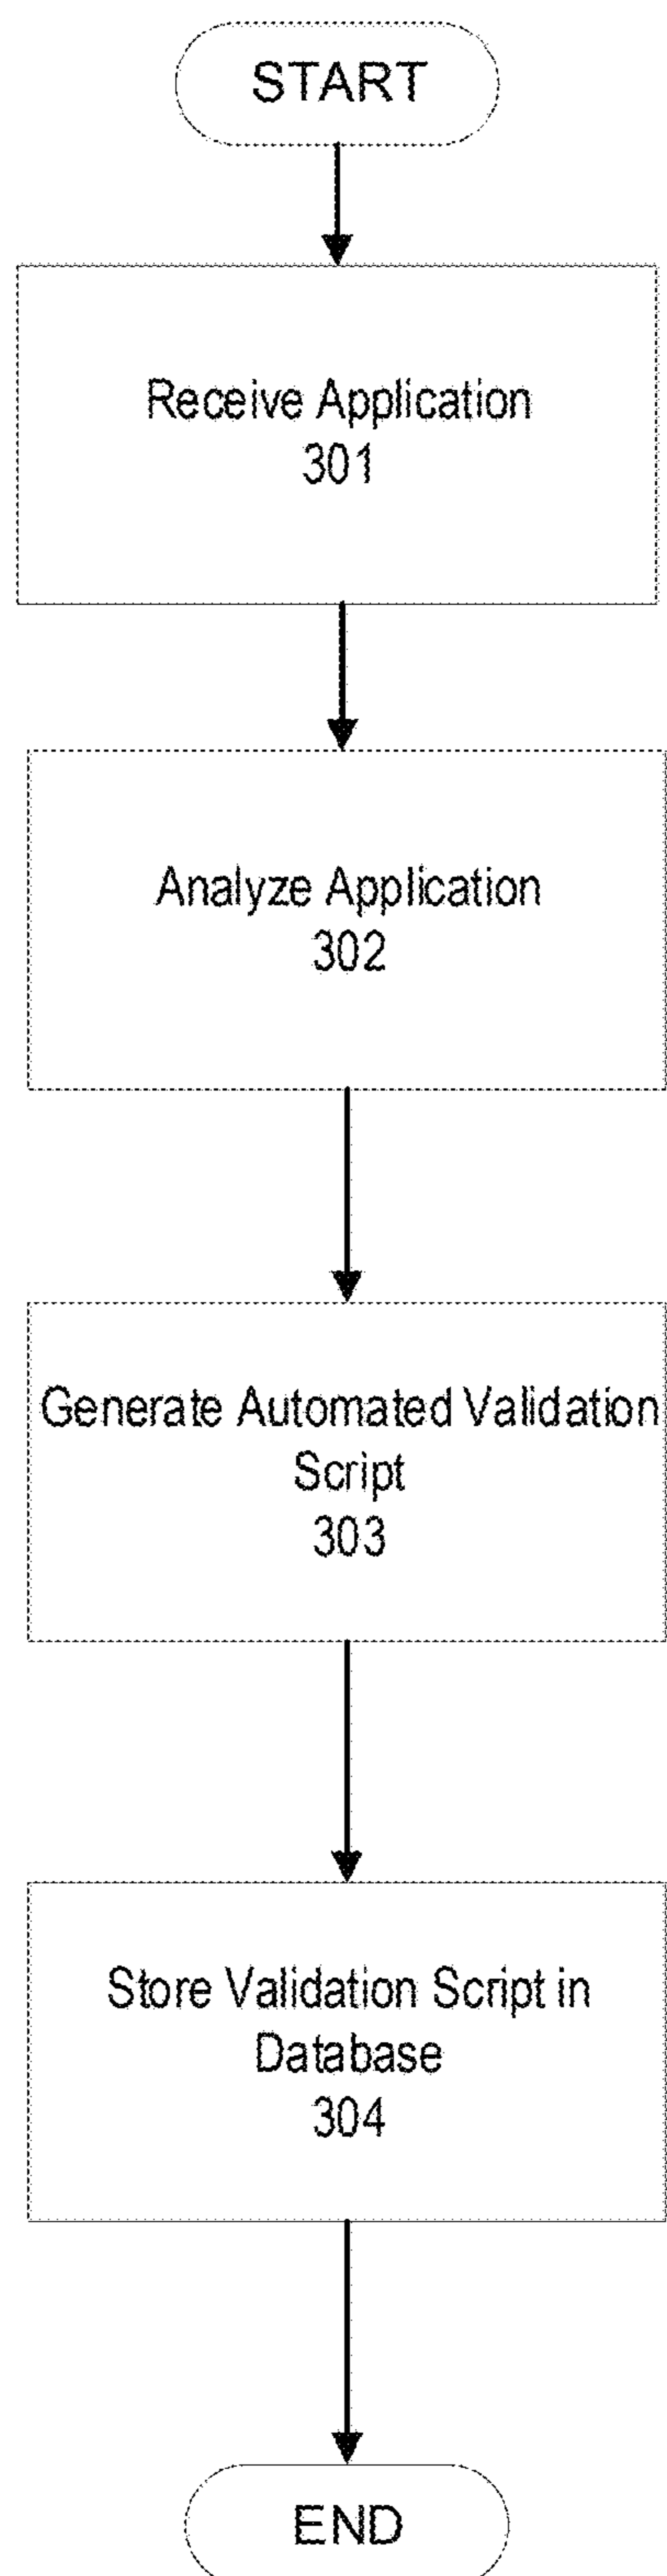 START
Receive Application
301
Analyze Application
302
Generate Automated Validation
Script
303
Store Validation Script in
Database
304
END